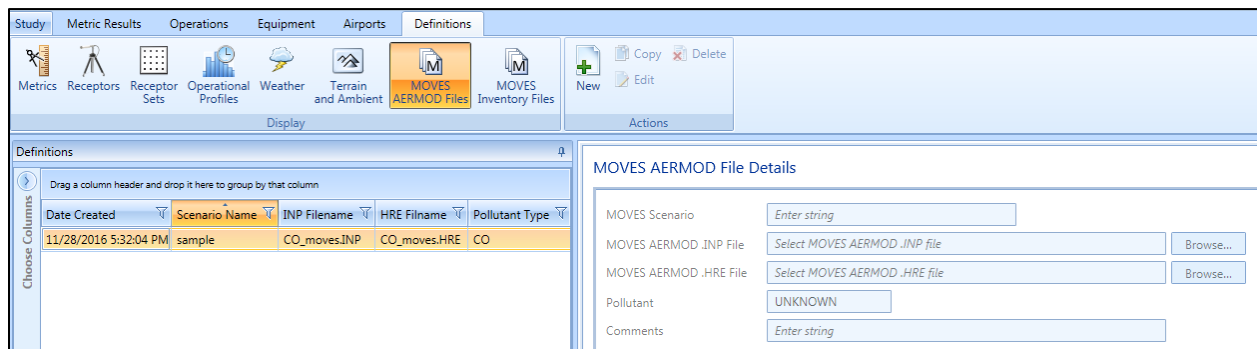 Study Metric Results Operations Equipment Airports Definitions
Metrics Receptors Receptor Sets Operational Profiles Weather Terrain and Ambient MOVES AERMOD Files MOVES Inventory Files New Copy Delete
Edit
Display Actions
Definitions
MOVES AERMOD File Details
Choose Columns
Drag a column header and drop it here to group by that column
Date Created Scenario Name INP Filename HRE Filname Pollutant Type
11/28/2016 5:32:04 PM sample CO_moves.INP CO_moves.HRE CO
MOVES Scenario Enter string
MOVES AERMOD .INP File Select MOVES AERMOD .INP file Browse...
MOVES AERMOD .HRE File Select MOVES AERMOD .HRE file Browse...
Pollutant UNKNOWN
Comments Enter string